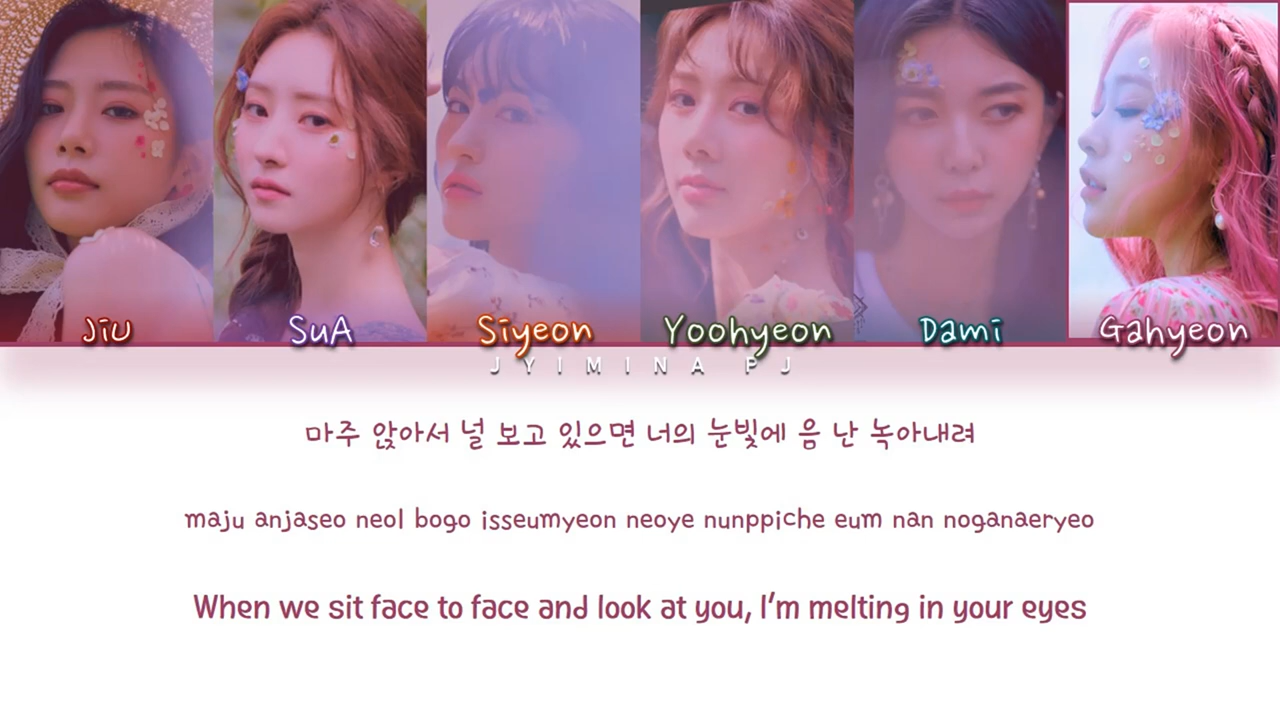 JiU SuA Siyeon Yoohyeon Dami Gahyeon
JYIMINA PJ
마주 앉아서 널 보고 있으면 너의 눈빛에 음 난 녹아내려
maju anjaseo neol bogo isseumyeon neoye nunppiche eum nan noganaeryeo
When we sit face to face and look at you, I'm melting in your eyes